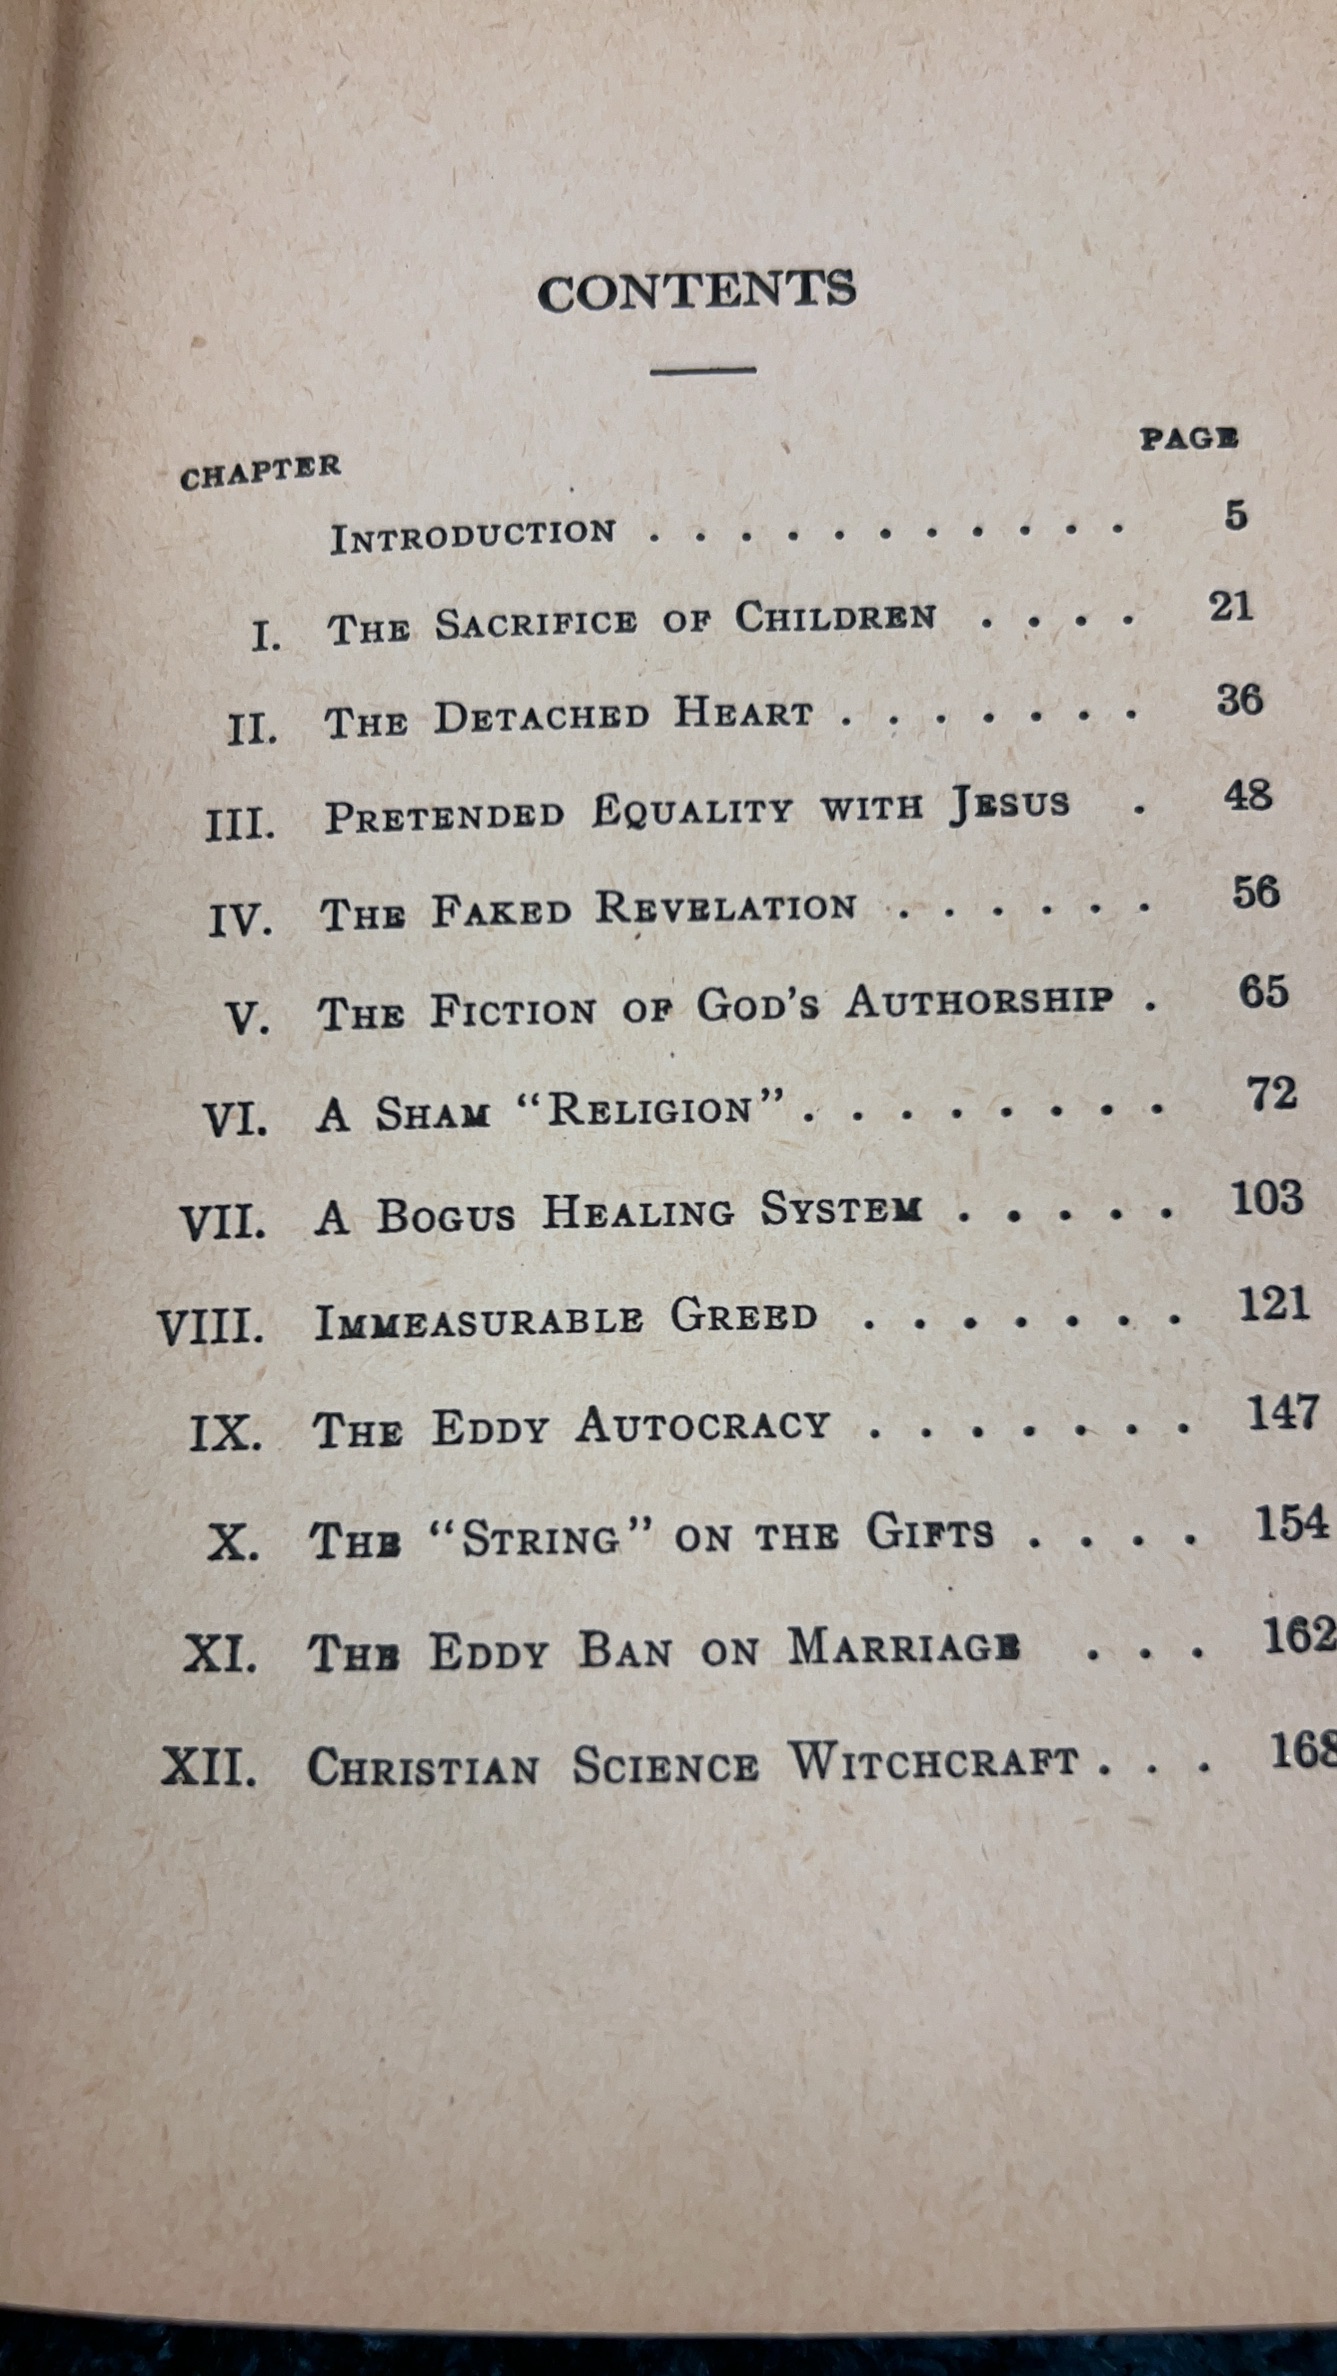 CONTENTS
CHAPTER PAGE
INTRODUCTION . . . . . . . . . . . 5
I. THE SACRIFICE OF CHILDREN . . . . 21
II. THE DETACHED HEART . . . . . . . 36
III. PRETENDED EQUALITY WITH JESUS . 48
IV. THE FAKED REVELATION . . . . . . 56
V. THE FICTION OF GOD'S AUTHORSHIP . 65
VI. A SHAM "RELIGION" . . . . . . . . 72
VII. A BOGUS HEALING SYSTEM . . . . . 103
VIII. IMMEASURABLE GREED . . . . . . . 121
IX. THE EDDY AUTOCRACY . . . . . . . 147
X. THE "STRING" ON THE GIFTS . . . . 154
XI. THE EDDY BAN ON MARRIAGE . . . 162
XII. CHRISTIAN SCIENCE WITCHCRAFT . . . 168